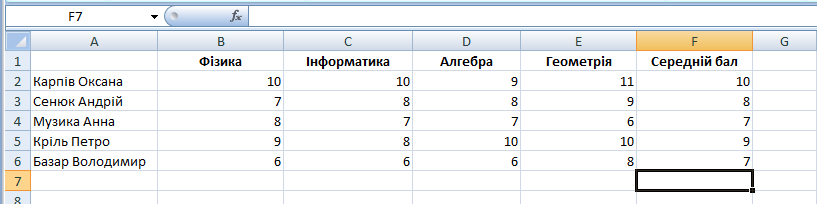 F7 fx
A B C D E F G
1 Фізика Інформатика Алгебра Геометрія Середній бал
2 Карпів Оксана 10 10 9 11 10
3 Сенюк Андрій 7 8 8 9 8
4 Музика Анна 8 7 7 6 7
5 Кріль Петро 9 8 10 10 9
6 Базар Володимир 6 6 6 8 7
7
8